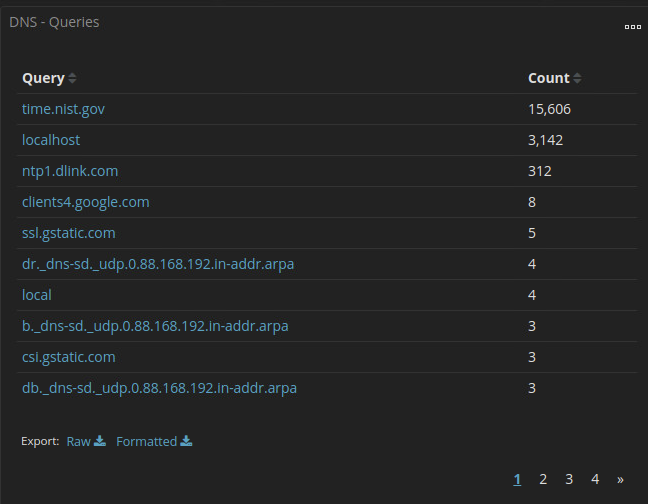 DNS - Queries
Query Count
time.nist.gov 15,606
localhost 3,142
ntp1.dlink.com 312
clients4.google.com 8
ssl.gstatic.com 5
dr._dns-sd._udp.0.88.168.192.in-addr.arpa 4
local 4
b._dns-sd._udp.0.88.168.192.in-addr.arpa 3
csi.gstatic.com 3
db._dns-sd._udp.0.88.168.192.in-addr.arpa 3
Export: Raw Formatted
1 2 3 4 »